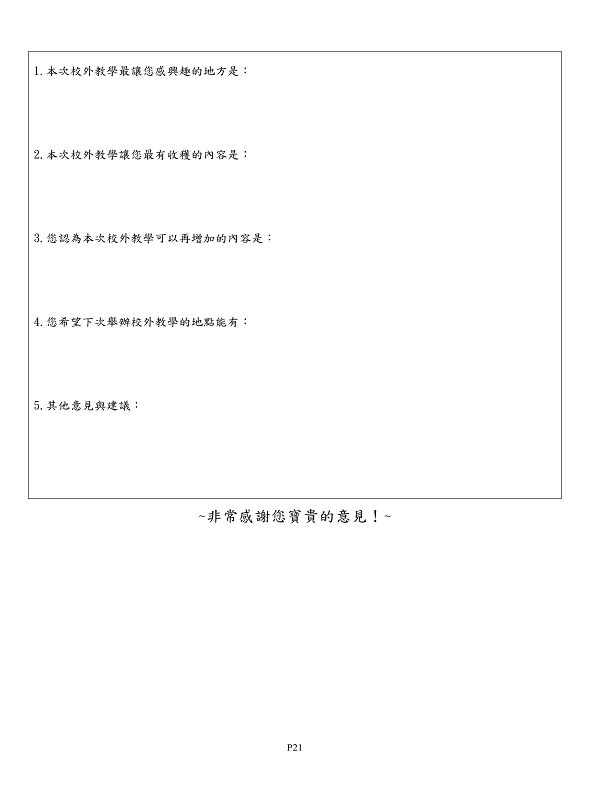 1.本次校外教學最讓您感興趣的地方是：
2.本次校外教學讓您最有收穫的內容是：
3.您認為本次校外教學可以再增加的內容是：
4.您希望下次舉辦校外教學的地點能有：
5.其他意見與建議：
~非常感謝您寶貴的意見！~
P21